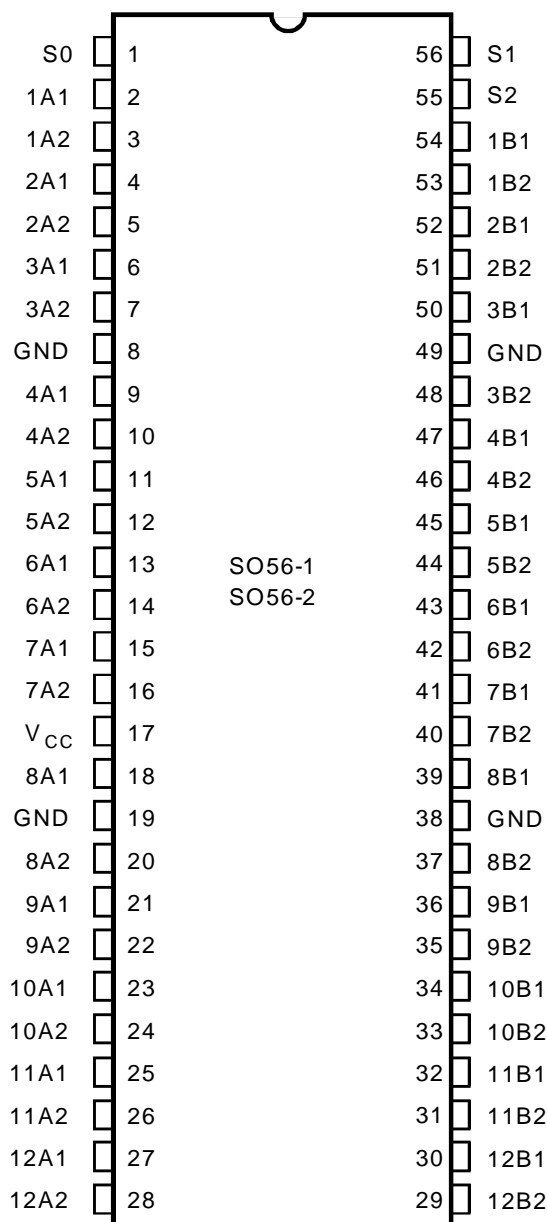 S0 1 56 S1
1A1 2 55 S2
1A2 3 54 1B1
2A1 4 53 1B2
2A2 5 52 2B1
3A1 6 51 2B2
3A2 7 50 3B1
GND 8 49 GND
4A1 9 48 3B2
4A2 10 47 4B1
5A1 11 46 4B2
5A2 12 45 5B1
6A1 13 SO56-1 44 5B2
6A2 14 SO56-2 43 6B1
7A1 15 42 6B2
7A2 16 41 7B1
VCC 17 40 7B2
8A1 18 39 8B1
GND 19 38 GND
8A2 20 37 8B2
9A1 21 36 9B1
9A2 22 35 9B2
10A1 23 34 10B1
10A2 24 33 10B2
11A1 25 32 11B1
11A2 26 31 11B2
12A1 27 30 12B1
12A2 28 29 12B2